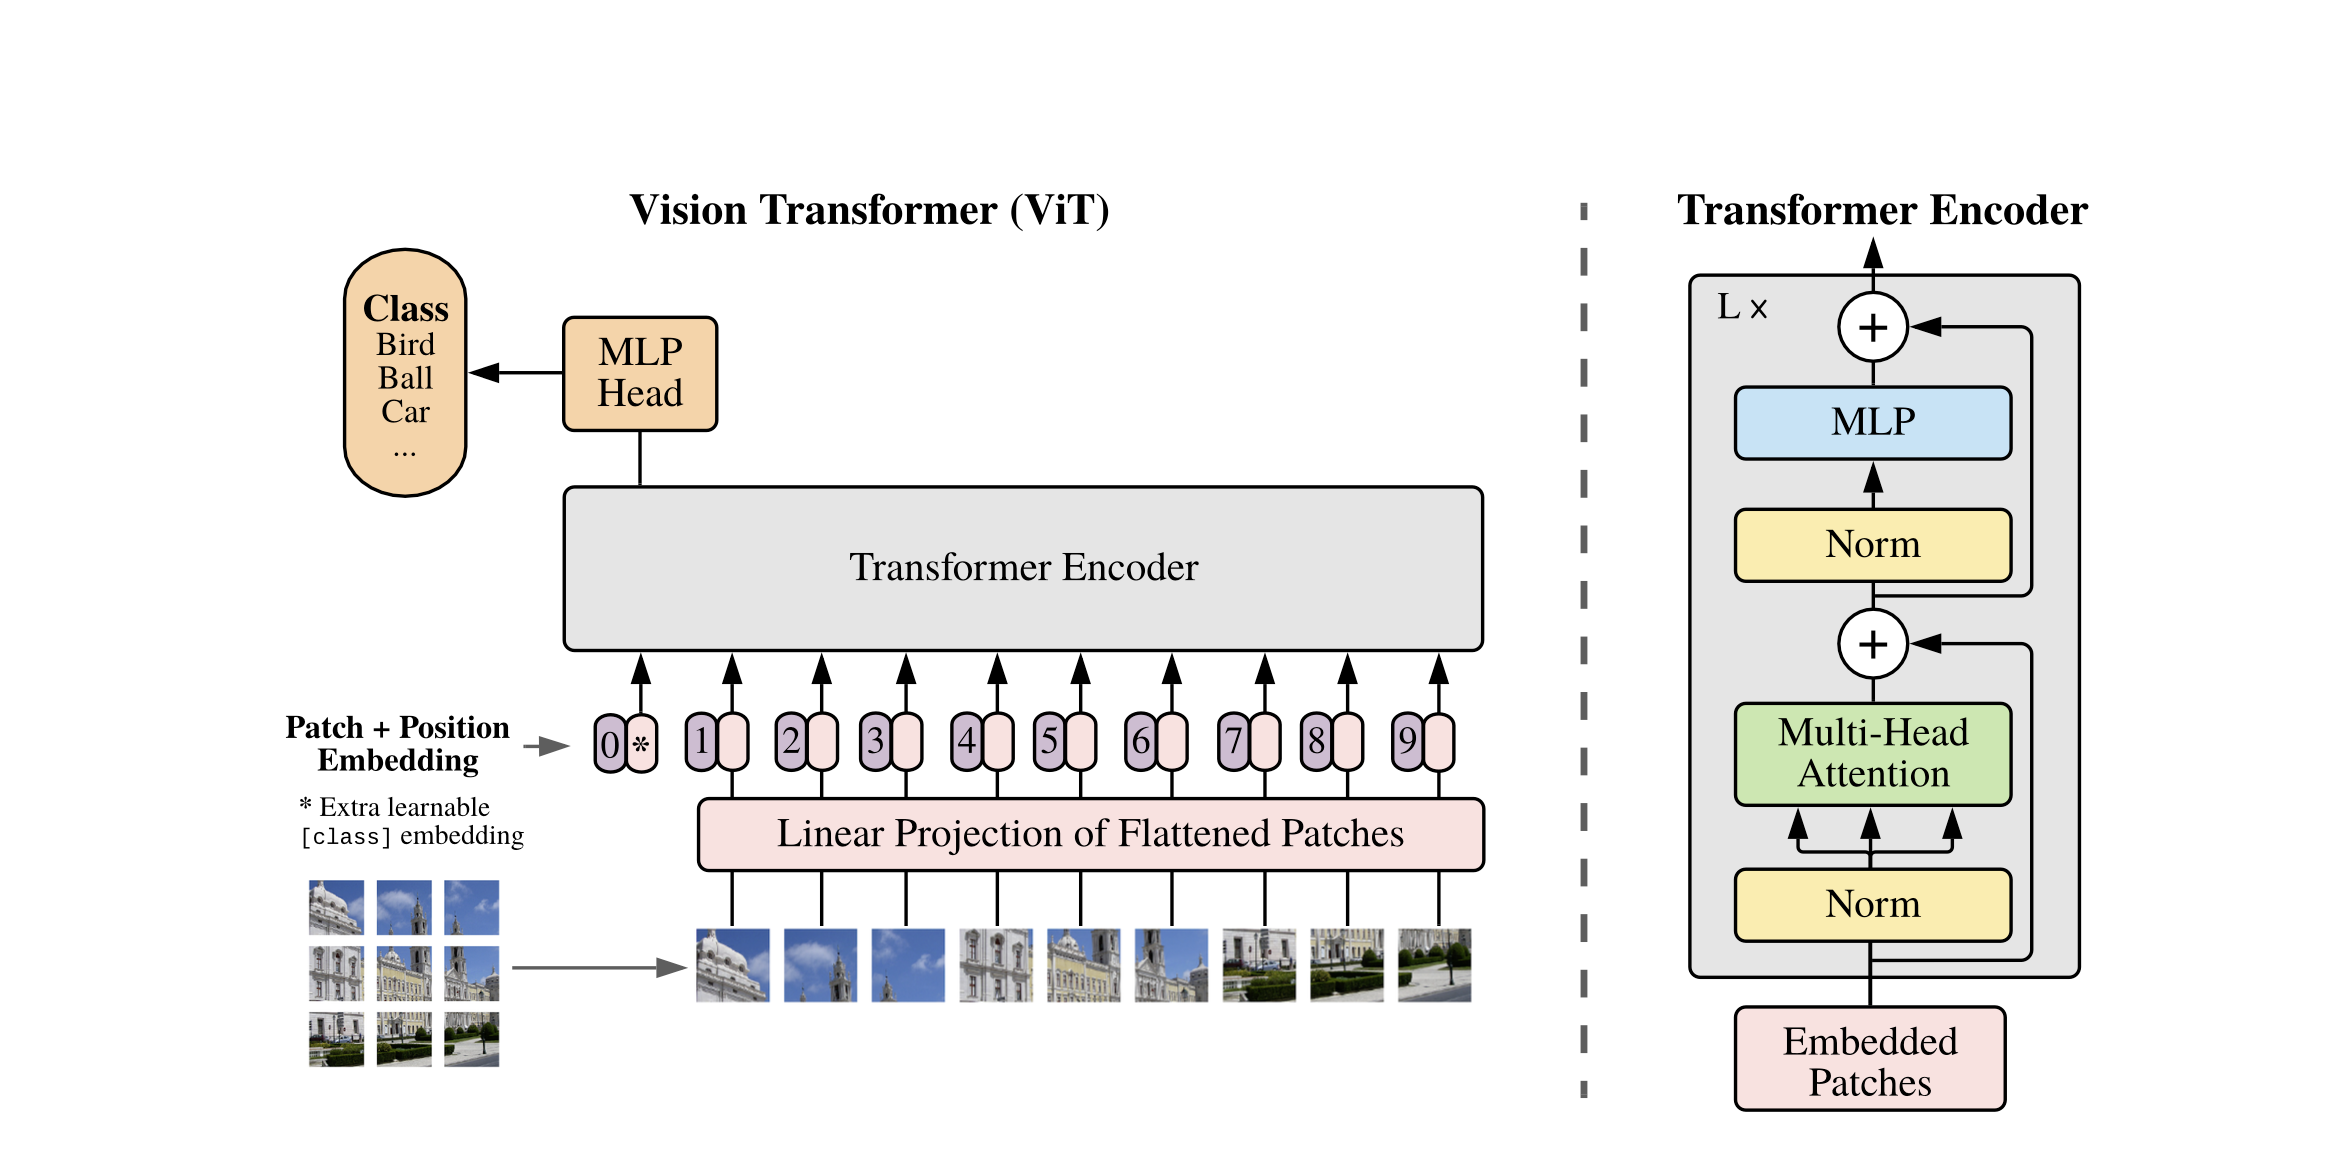 Vision Transformer (ViT)
Class
Bird
Ball
Car
...
MLP
Head
Transformer Encoder
Patch + Position
Embedding
* Extra learnable
[class] embedding
0 * 1 2 3 4 5 6 7 8 9
Linear Projection of Flattened Patches
Transformer Encoder
L ×
+
MLP
Norm
+
Multi-Head
Attention
Norm
Embedded
Patches